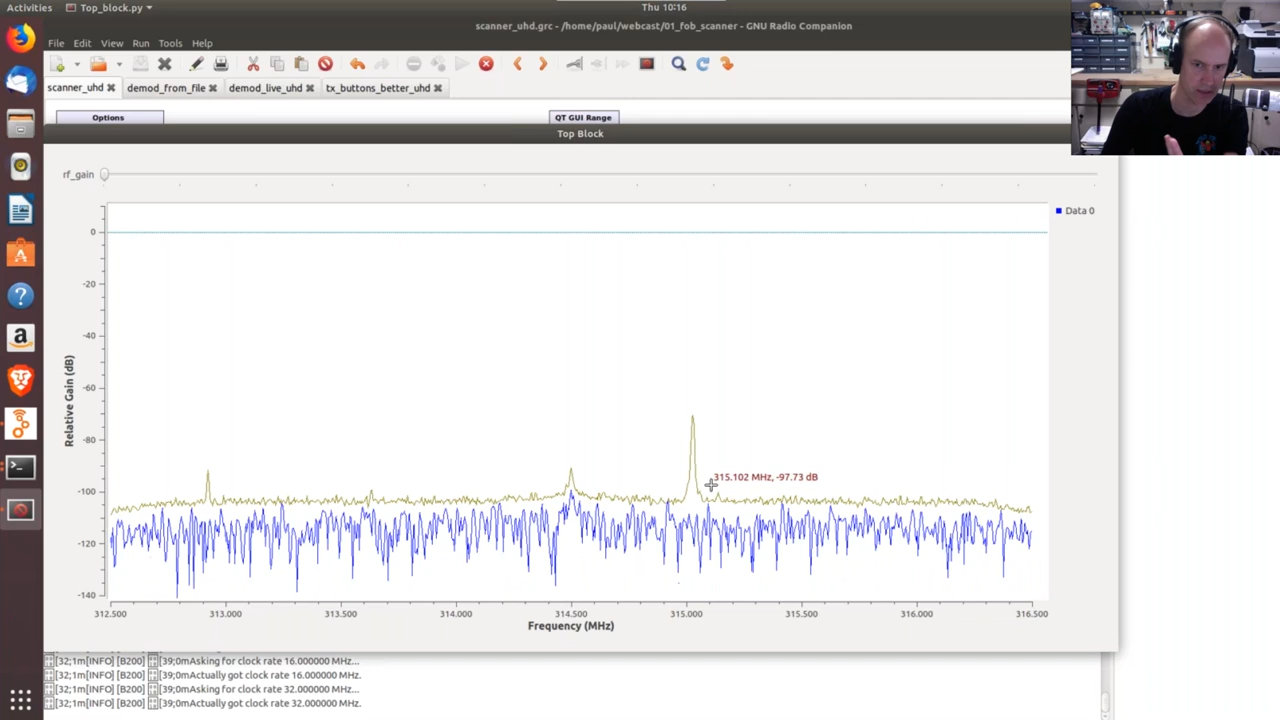 Activities Top_block.py Thu 10:16
scanner_uhd.grc - /home/paul/webcast/01_fob_scanner - GNU Radio Companion
File Edit View Run Tools Help
scanner_uhd demod_from_file demod_live_uhd tx_buttons_better_uhd
Options QT GUI Range
Top Block
rf_gain
Data 0
0
-20
-40
-60
-80
-100
-120
-140
Relative Gain (dB)
315.102 MHz, -97.73 dB
312.500 313.000 313.500 314.000 314.500 315.000 315.500 316.000 316.500
Frequency (MHz)
[32;1m[INFO] [B200] [39;0mAsking for clock rate 16.000000 MHz...
[32;1m[INFO] [B200] [39;0mActually got clock rate 16.000000 MHz.
[32;1m[INFO] [B200] [39;0mAsking for clock rate 32.000000 MHz...
[32;1m[INFO] [B200] [39;0mActually got clock rate 32.000000 MHz.